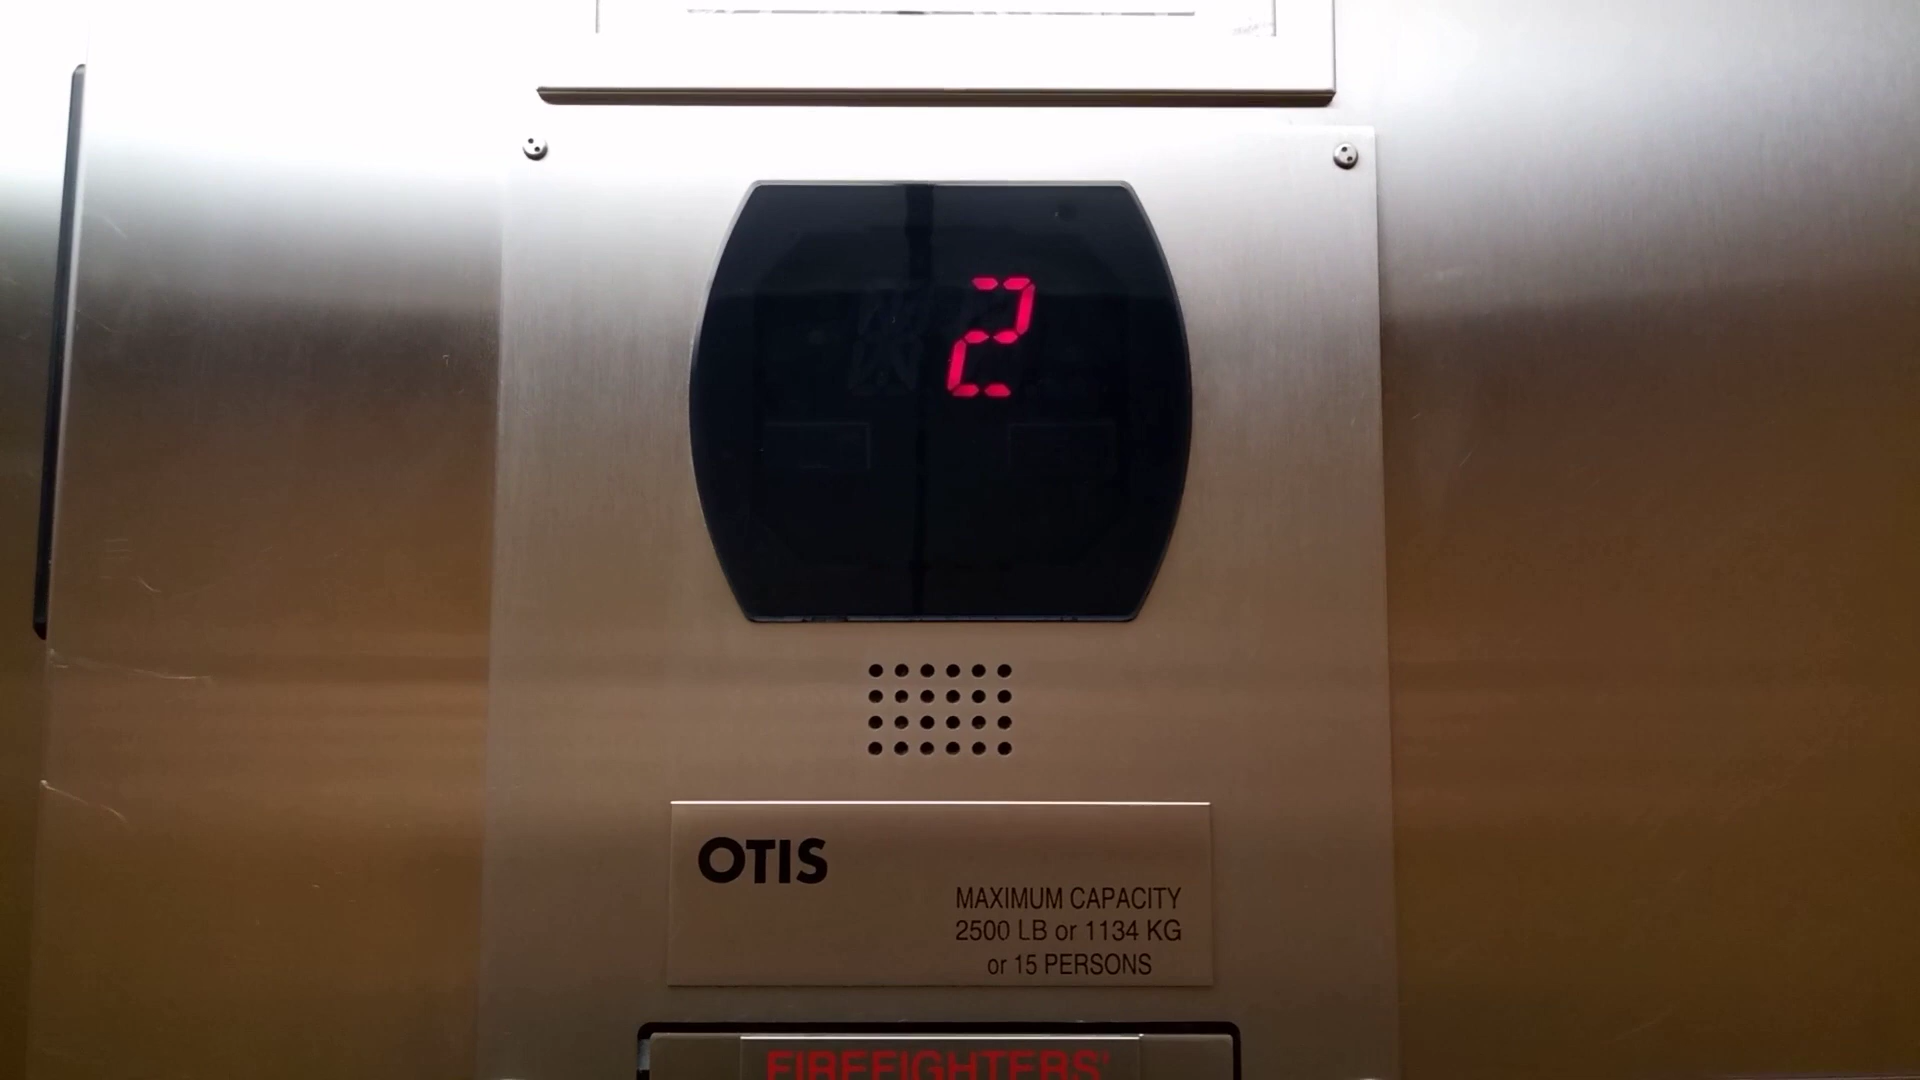 2
OTIS
MAXIMUM CAPACITY
2500 LB or 1134 KG
or 15 PERSONS
FIREFIGHTERS'